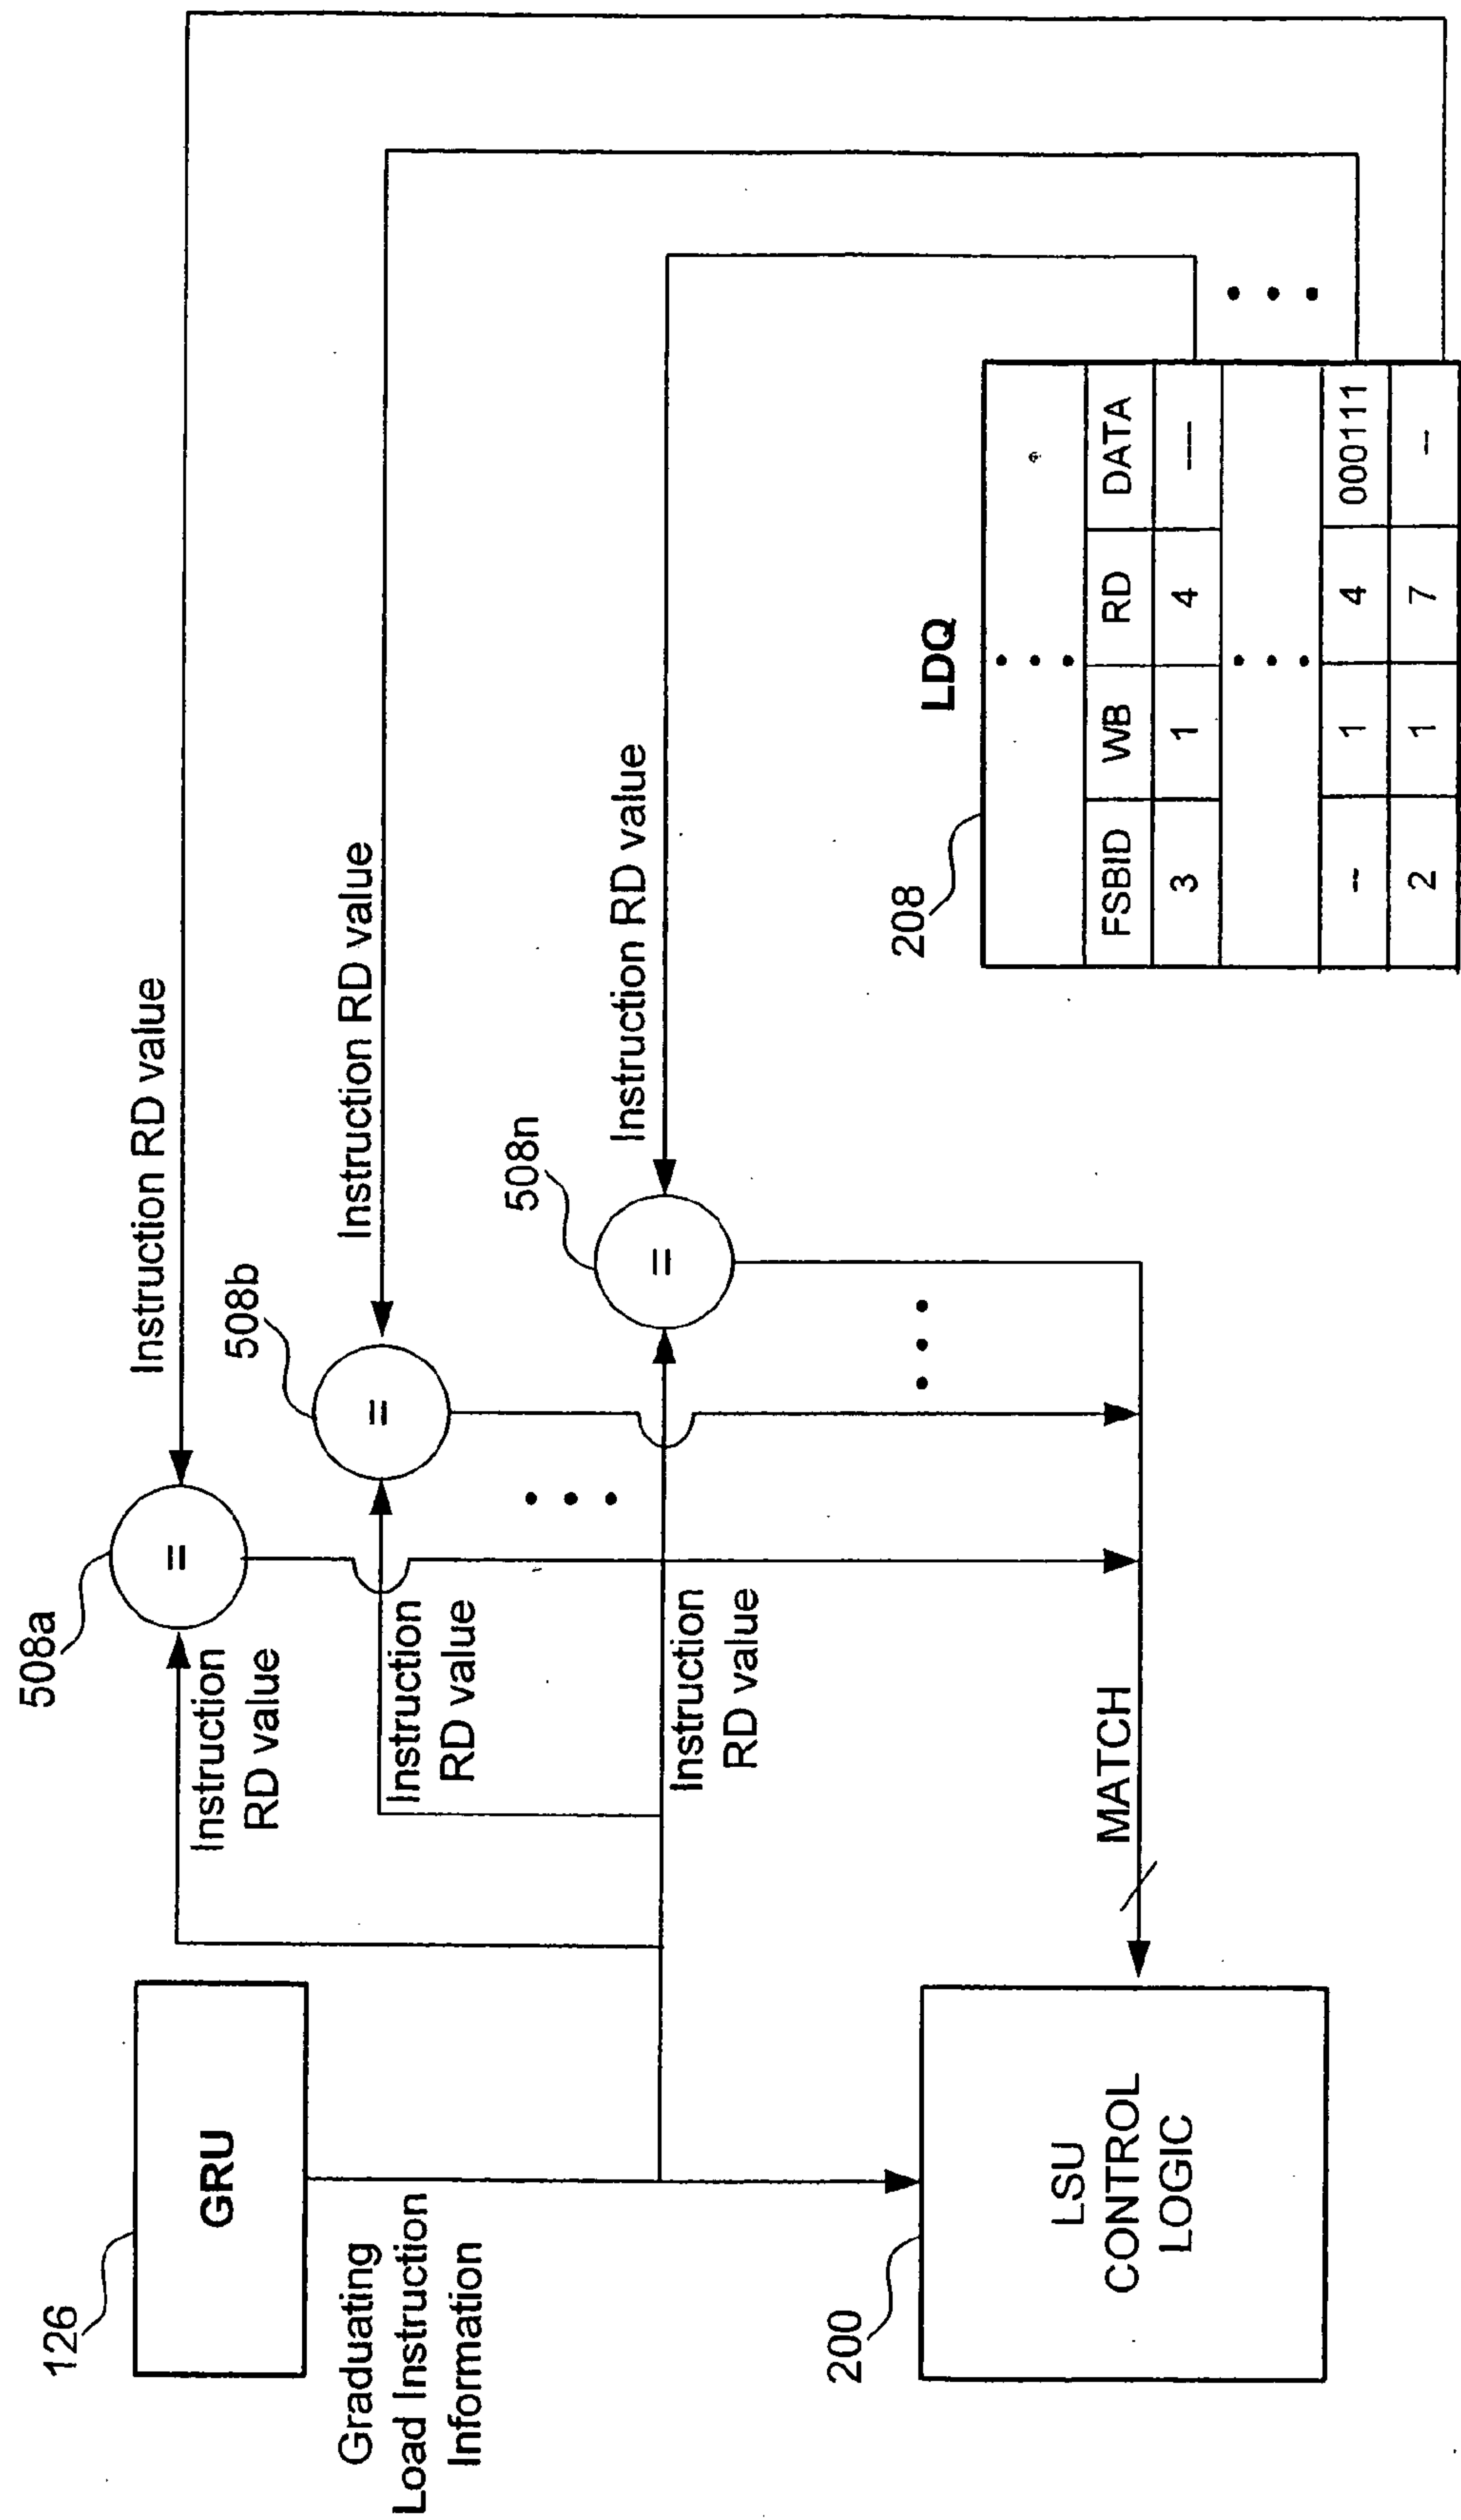 126
GRU
Graduating
Load Instruction
Information
200
LSU
CONTROL
LOGIC
MATCH
508a
=
Instruction
RD value
Instruction RD value
508b
=
Instruction
RD value
Instruction RD value
508n
=
Instruction
RD value
Instruction RD value
208
LDQ
FSBID WB RD DATA
3 1 4 ---
-- 1 4 000111
2 1 7 --